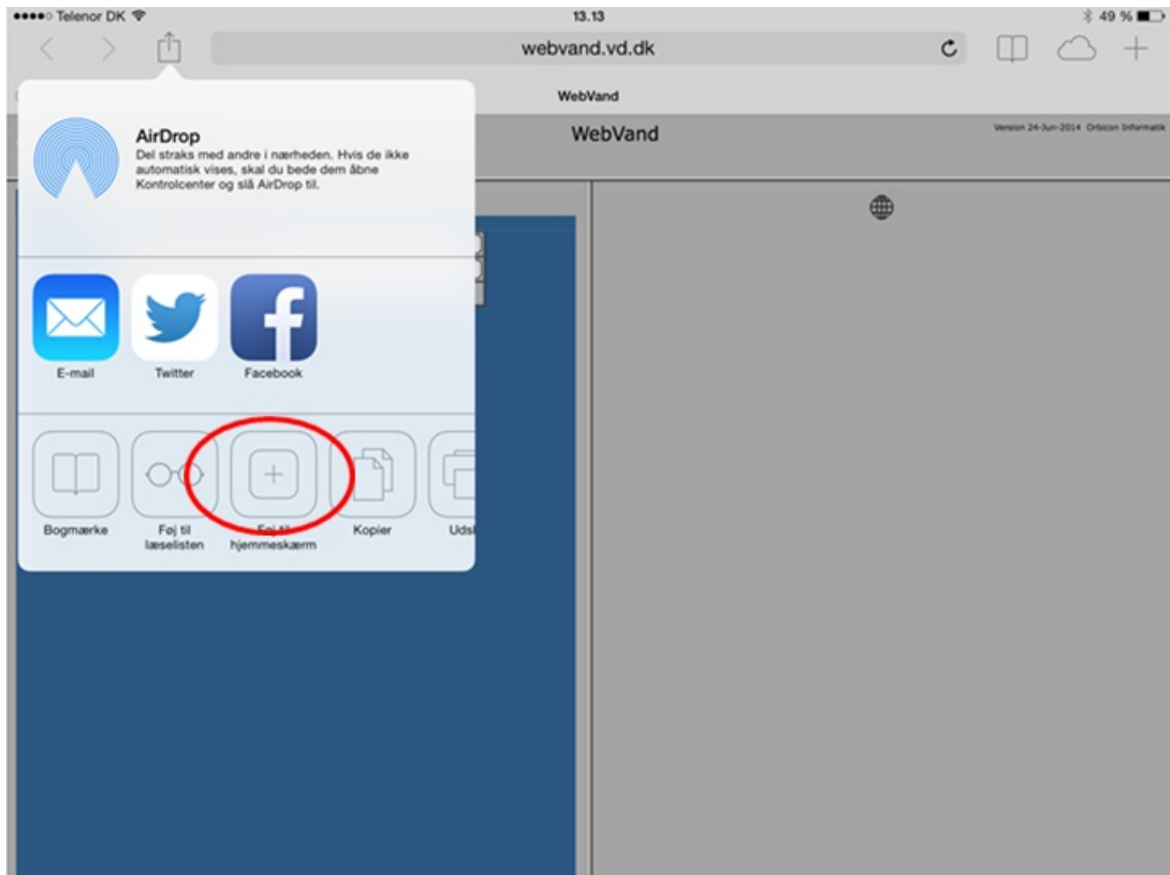 Telenor DK
13.13
49 %
webvand.vd.dk
WebVand
WebVand
Version 24-Jun-2014 Orbicon Informatik
AirDrop
Del straks med andre i nærheden. Hvis de ikke
automatisk vises, skal du bede dem åbne
Kontrolcenter og slå AirDrop til.
E-mail
Twitter
Facebook
Bogmærke
Føj til
læselisten
Føj til
hjemmeskærm
Kopier
Udsk